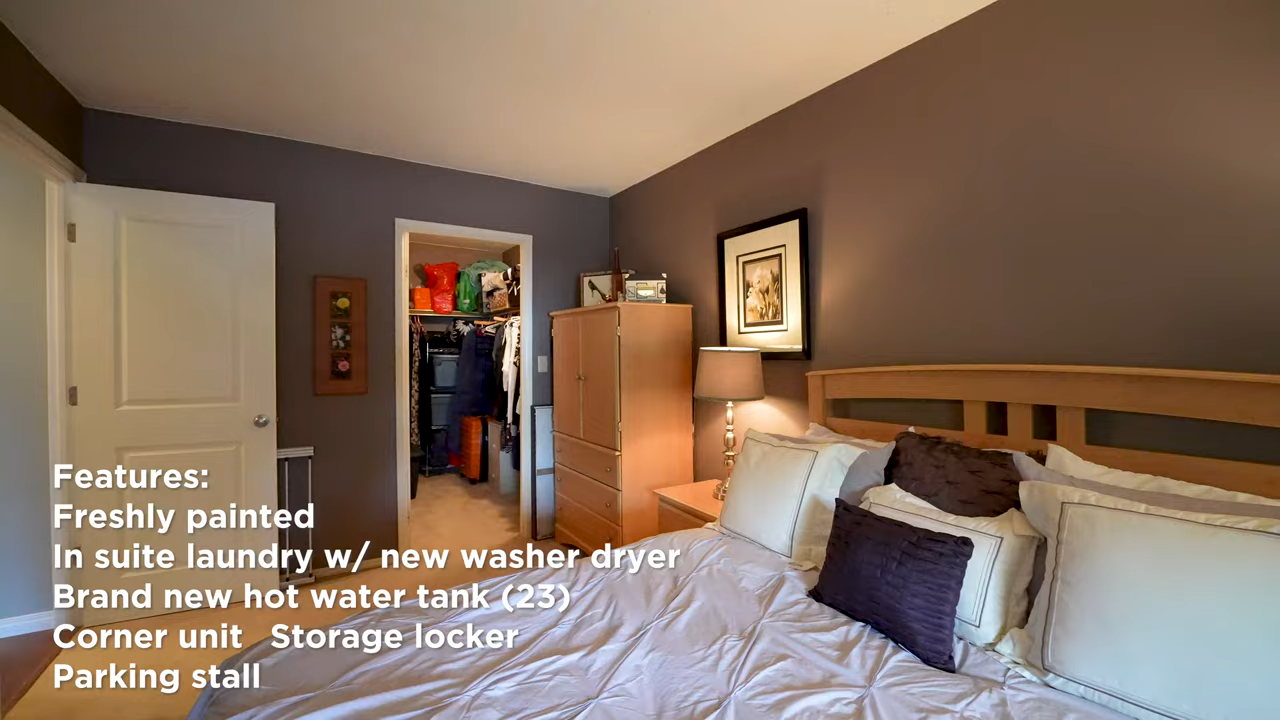 Features:
Freshly painted
In suite laundry w/ new washer dryer
Brand new hot water tank (23)
Corner unit   Storage locker
Parking stall